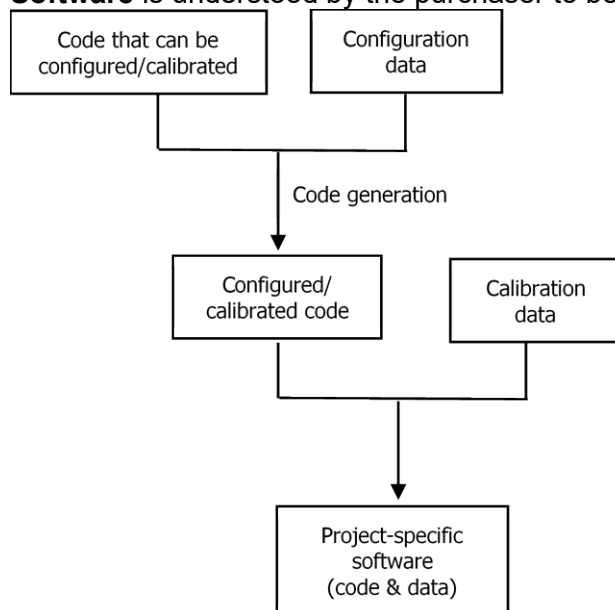 Software is understood by the purchaser to be
Code that can be
configured/calibrated
Configuration
data
Code generation
Configured/
calibrated code
Calibration
data
Project-specific
software
(code & data)